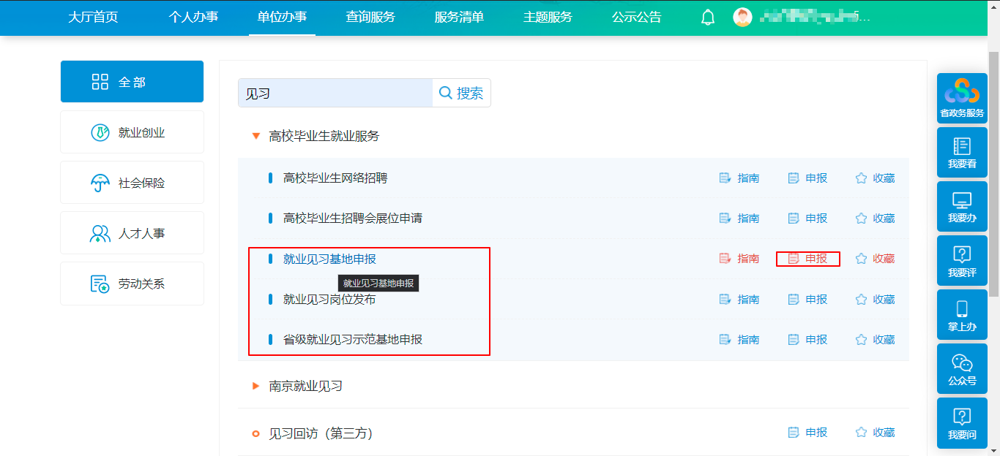 大厅首页 个人办事 单位办事 查询服务 服务清单 主题服务 公示公告
全部
就业创业
社会保险
人才人事
劳动关系
见习 搜索
高校毕业生就业服务
高校毕业生网络招聘 指南 申报 收藏
高校毕业生招聘会展位申请 指南 申报 收藏
就业见习基地申报 指南 申报 收藏
就业见习基地申报
就业见习岗位发布 指南 申报 收藏
省级就业见习示范基地申报 指南 申报 收藏
南京就业见习
见习回访（第三方） 申报 收藏
省政务服务
我要看
我要办
我要评
掌上办
公众号
我要问